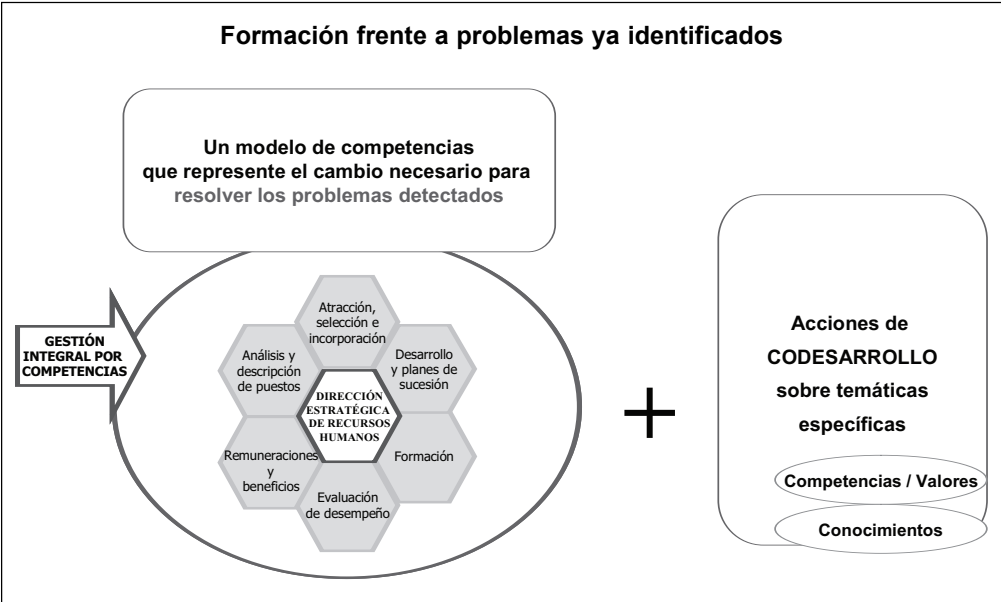 Formación frente a problemas ya identificados
Un modelo de competencias
que represente el cambio necesario para
resolver los problemas detectados
GESTIÓN
INTEGRAL POR
COMPETENCIAS
Atracción,
selección e
incorporación
Análisis y
descripción
de puestos
Desarrollo
y planes de
sucesión
DIRECCIÓN
ESTRATÉGICA
DE RECURSOS
HUMANOS
Remuneraciones
y
beneficios
Formación
Evaluación
de desempeño
+
Acciones de
CODESARROLLO
sobre temáticas
específicas
Competencias / Valores
Conocimientos